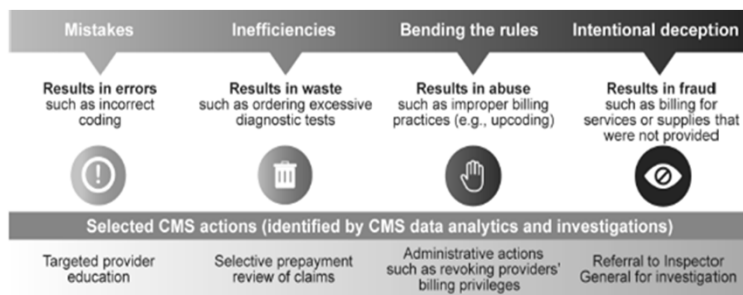 Mistakes
Inefficiencies
Bending the rules
Intentional deception
Results in errors
such as incorrect
coding
Results in waste
such as ordering excessive
diagnostic tests
Results in abuse
such as improper billing
practices (e.g., upcoding)
Results in fraud
such as billing for
services or supplies that
were not provided
Selected CMS actions (identified by CMS data analytics and investigations)
Targeted provider
education
Selective prepayment
review of claims
Administrative actions
such as revoking providers'
billing privileges
Referral to Inspector
General for investigation